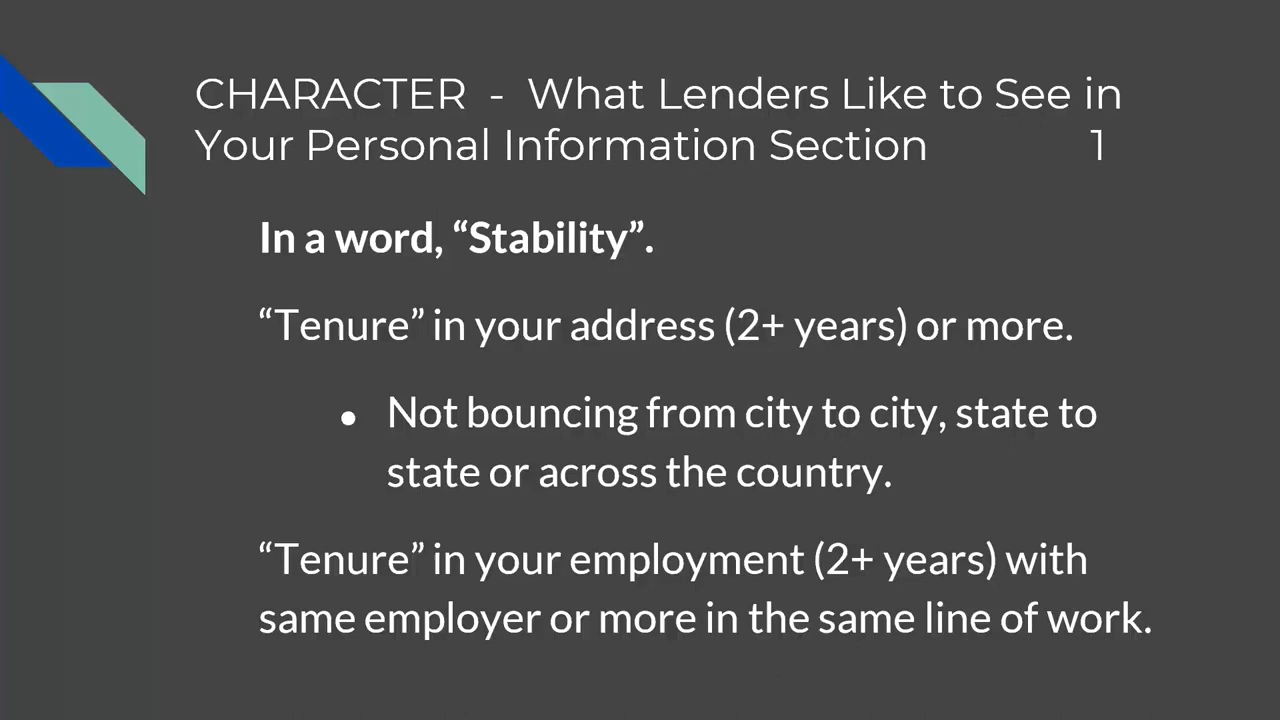 CHARACTER - What Lenders Like to See in
Your Personal Information Section 1
In a word, “Stability”.
“Tenure” in your address (2+ years) or more.
● Not bouncing from city to city, state to
state or across the country.
“Tenure” in your employment (2+ years) with
same employer or more in the same line of work.